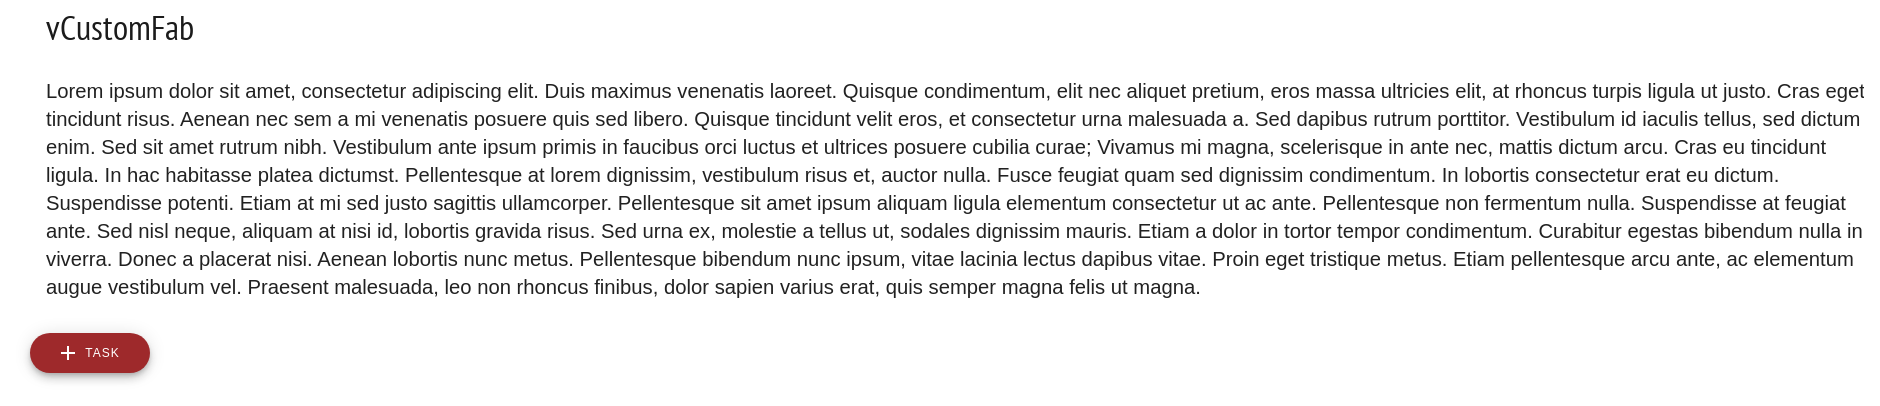 vCustomFab
Lorem ipsum dolor sit amet, consectetur adipiscing elit. Duis maximus venenatis laoreet. Quisque condimentum, elit nec aliquet pretium, eros massa ultricies elit, at rhoncus turpis ligula ut justo. Cras eget
tincidunt risus. Aenean nec sem a mi venenatis posuere quis sed libero. Quisque tincidunt velit eros, et consectetur urna malesuada a. Sed dapibus rutrum porttitor. Vestibulum id iaculis tellus, sed dictum
enim. Sed sit amet rutrum nibh. Vestibulum ante ipsum primis in faucibus orci luctus et ultrices posuere cubilia curae; Vivamus mi magna, scelerisque in ante nec, mattis dictum arcu. Cras eu tincidunt
ligula. In hac habitasse platea dictumst. Pellentesque at lorem dignissim, vestibulum risus et, auctor nulla. Fusce feugiat quam sed dignissim condimentum. In lobortis consectetur erat eu dictum.
Suspendisse potenti. Etiam at mi sed justo sagittis ullamcorper. Pellentesque sit amet ipsum aliquam ligula elementum consectetur ut ac ante. Pellentesque non fermentum nulla. Suspendisse at feugiat
ante. Sed nisl neque, aliquam at nisi id, lobortis gravida risus. Sed urna ex, molestie a tellus ut, sodales dignissim mauris. Etiam a dolor in tortor tempor condimentum. Curabitur egestas bibendum nulla in
viverra. Donec a placerat nisi. Aenean lobortis nunc metus. Pellentesque bibendum nunc ipsum, vitae lacinia lectus dapibus vitae. Proin eget tristique metus. Etiam pellentesque arcu ante, ac elementum
augue vestibulum vel. Praesent malesuada, leo non rhoncus finibus, dolor sapien varius erat, quis semper magna felis ut magna.
TASK